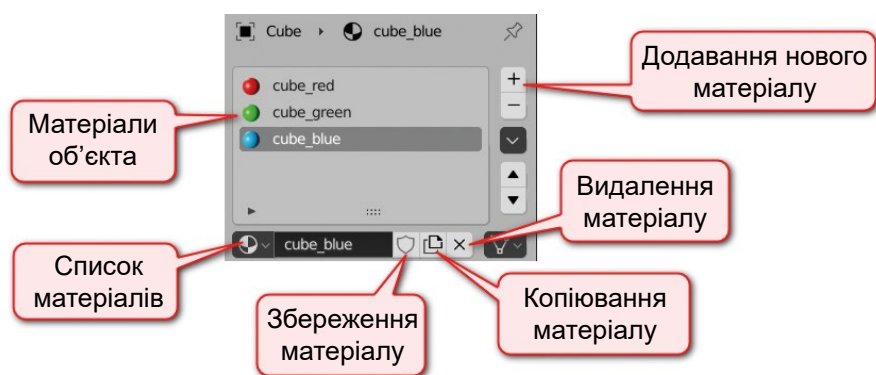 Cube › cube_blue
cube_red
cube_green
cube_blue
cube_blue
Додавання нового
матеріалу
Матеріали
об’єкта
Видалення
матеріалу
Список
матеріалів
Збереження
матеріалу
Копіювання
матеріалу